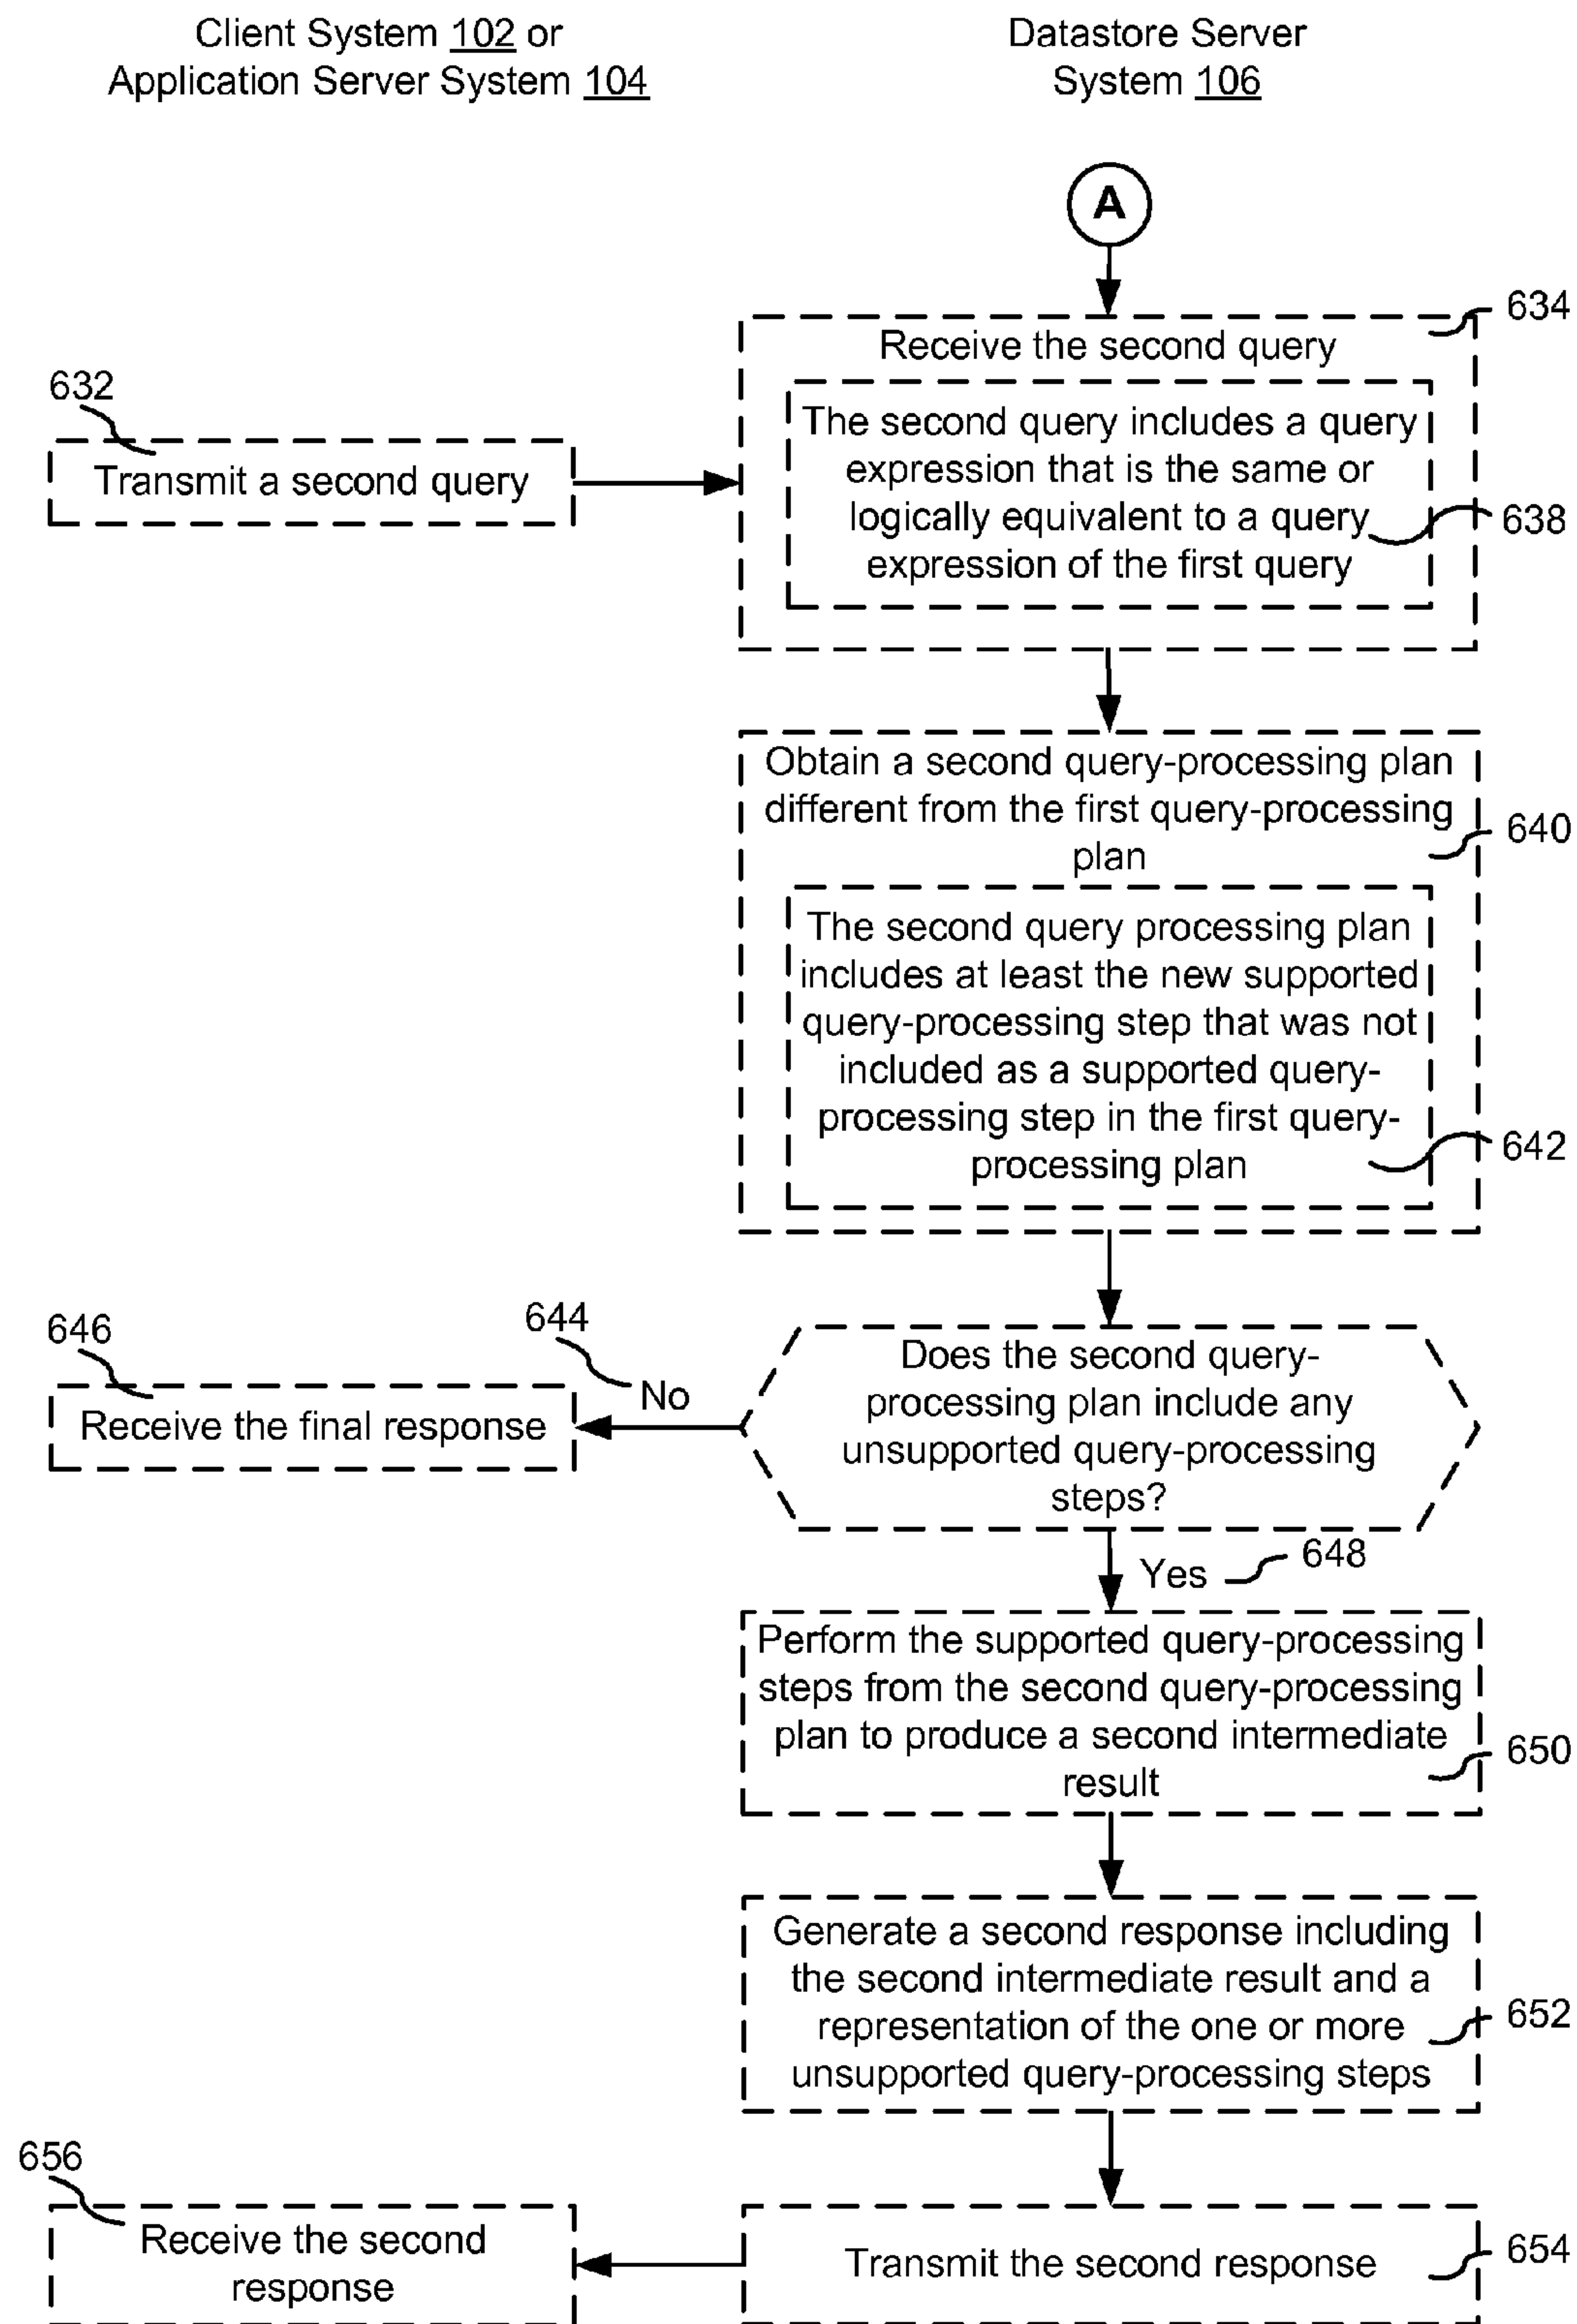 Client System 102 or
Application Server System 104
Datastore Server
System 106
A
634
Receive the second query
632
Transmit a second query
The second query includes a query
expression that is the same or
logically equivalent to a query
expression of the first query
638
Obtain a second query-processing plan
different from the first query-processing
plan
640
The second query processing plan
includes at least the new supported
query-processing step that was not
included as a supported query-
processing step in the first query-
processing plan
642
646
644
No
Receive the final response
Does the second query-
processing plan include any
unsupported query-processing
steps?
Yes
648
Perform the supported query-processing
steps from the second query-processing
plan to produce a second intermediate
result
650
Generate a second response including
the second intermediate result and a
representation of the one or more
unsupported query-processing steps
652
656
Receive the second
response
Transmit the second response
654